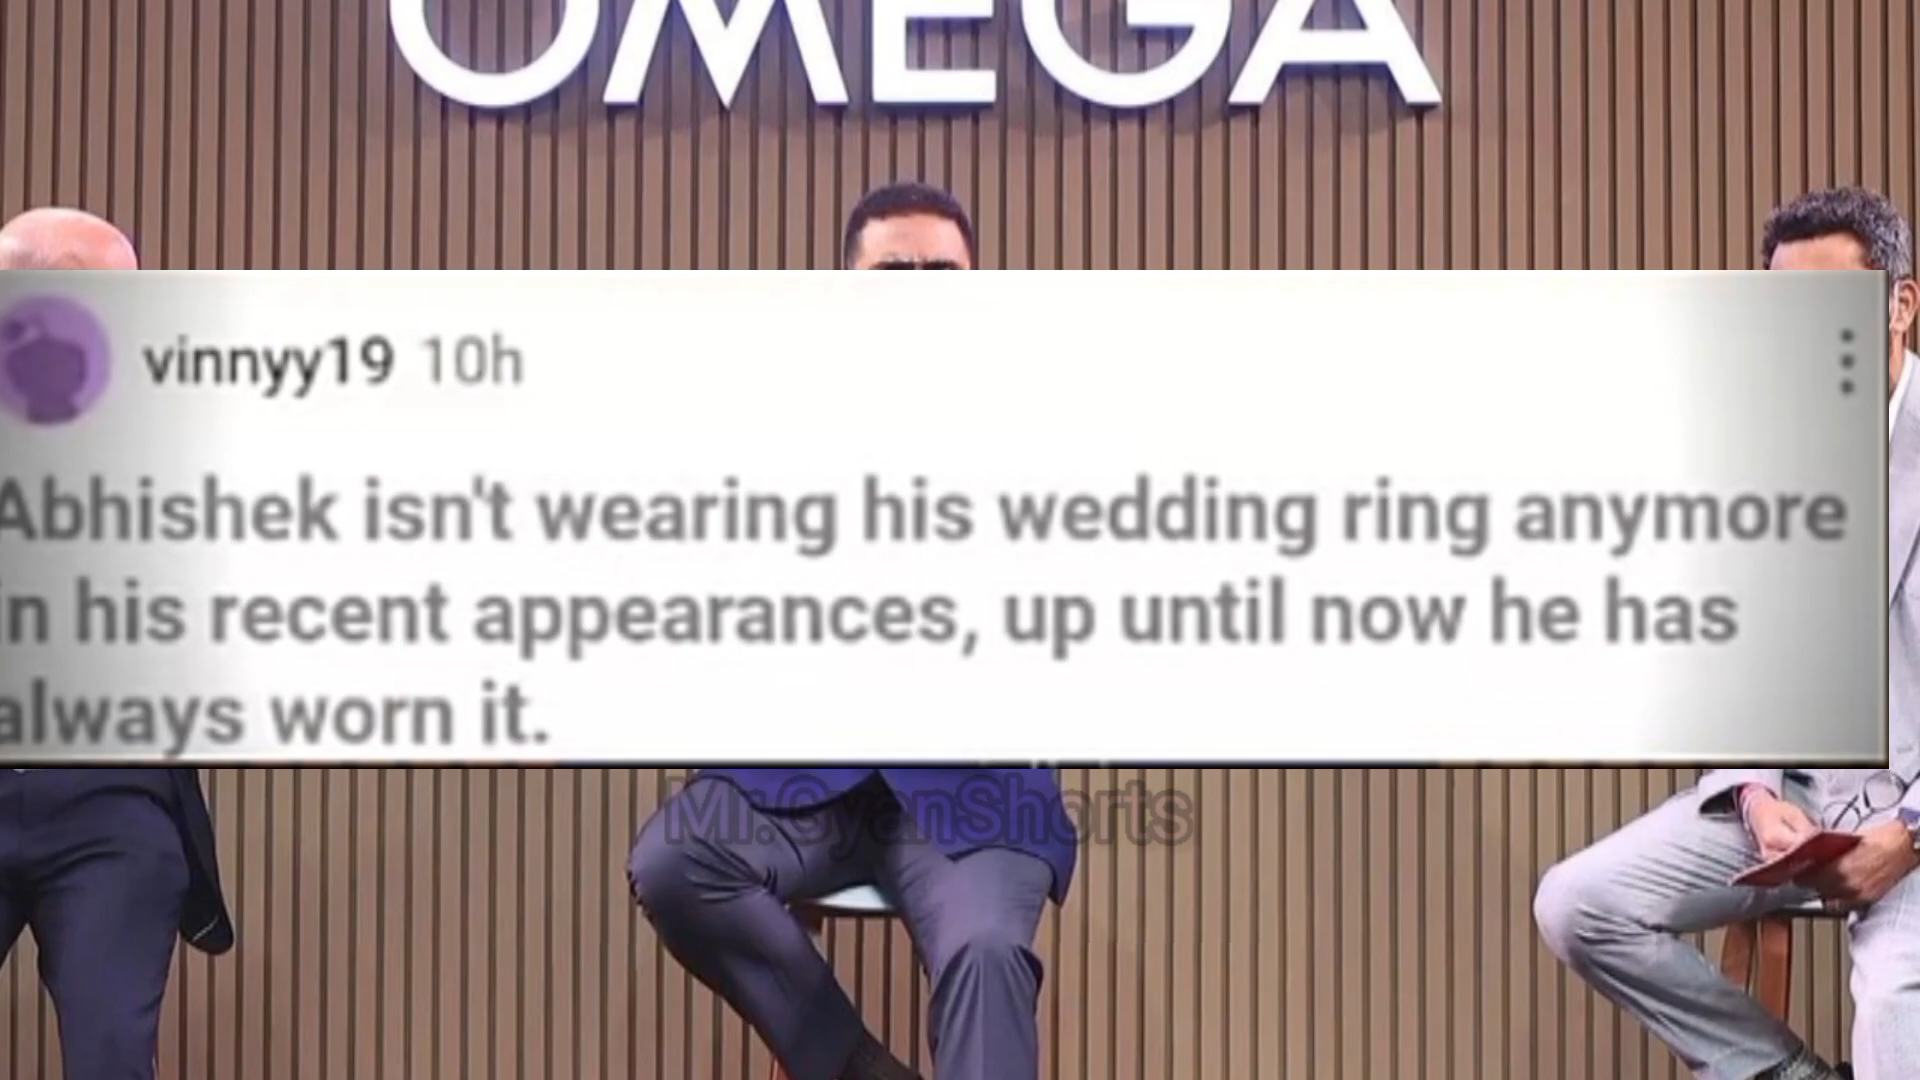 OMEGA
vinnyy19 10h
Abhishek isn't wearing his wedding ring anymore
in his recent appearances, up until now he has
always worn it.
Mr.GyanShorts